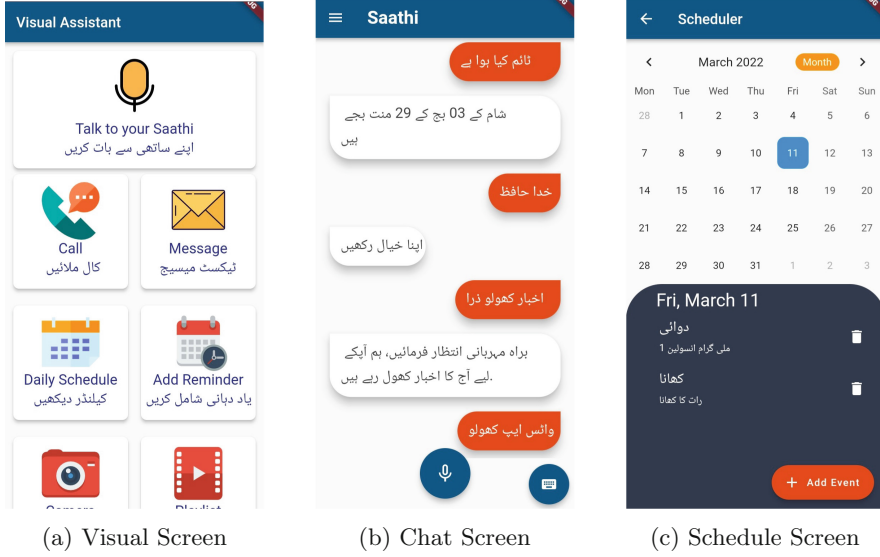 Visual Assistant
Talk to your Saathi
اپنے ساتھی سے بات کریں
Call
کال ملائیں
Message
ٹیکسٹ میسیج
Daily Schedule
کیلنڈر دیکھیں
Add Reminder
یاد دہانی شامل کریں
(a) Visual Screen
Saathi
ٹائم کیا ہوا ہے
شام کے 03 بج کے 29 منٹ بجے
ہیں
خدا حافظ
اپنا خیال رکھیں
اخبار کھولو ذرا
براہ مہربانی انتظار فرمائیں، ہم آپکے
لیے آج کا اخبار کھول رہے ہیں.
واٹس ایپ کھولو
(b) Chat Screen
Scheduler
March 2022 Month
Mon Tue Wed Thu Fri Sat Sun
28 1 2 3 4 5 6
7 8 9 10 11 12 13
14 15 16 17 18 19 20
21 22 23 24 25 26 27
28 29 30 31 1 2 3
Fri, March 11
دوائی
ملی گرام انسولین 1
کھانا
رات کا کھانا
+ Add Event
(c) Schedule Screen